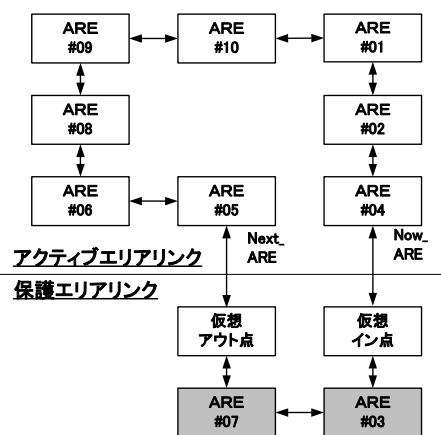 ARE
#09
ARE
#10
ARE
#01
ARE
#08
ARE
#02
ARE
#06
ARE
#05
ARE
#04
Next_
ARE
Now_
ARE
アクティブエリアリンク
保護エリアリンク
仮想
アウト点
仮想
イン点
ARE
#07
ARE
#03